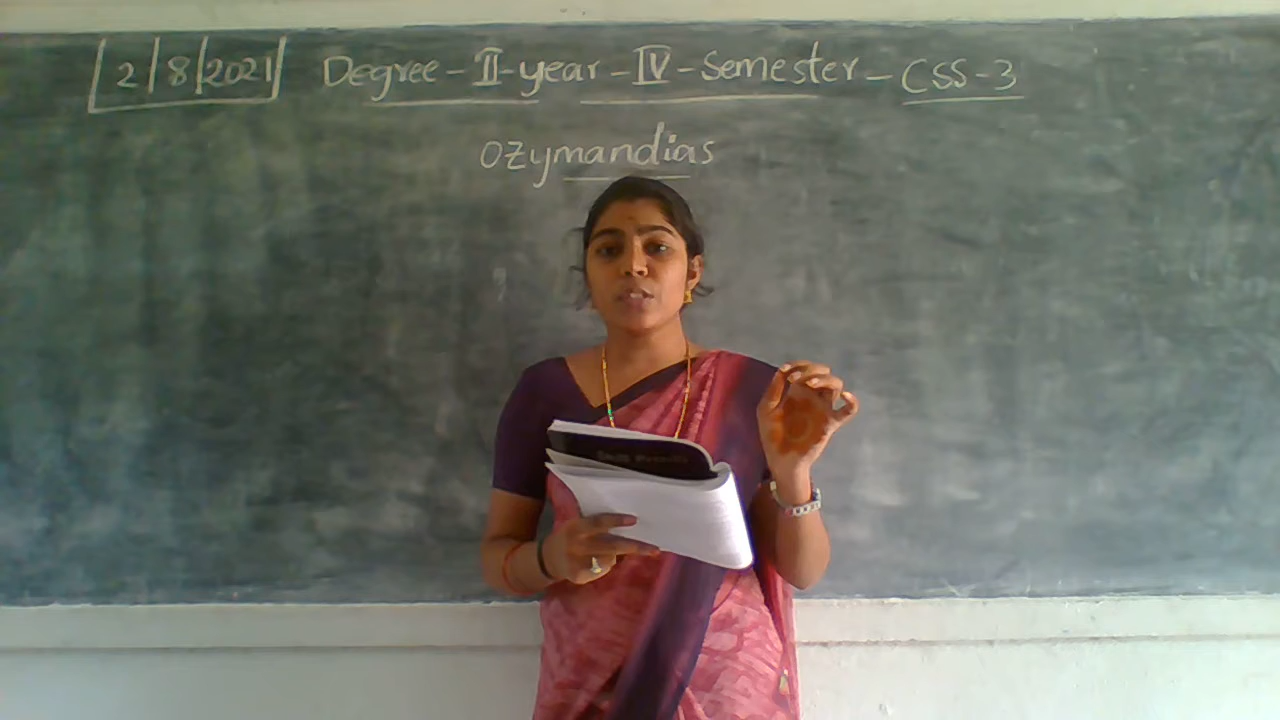 2/8/2021 Degree - II - year - IV - Semester - CSS - 3
Ozymandias